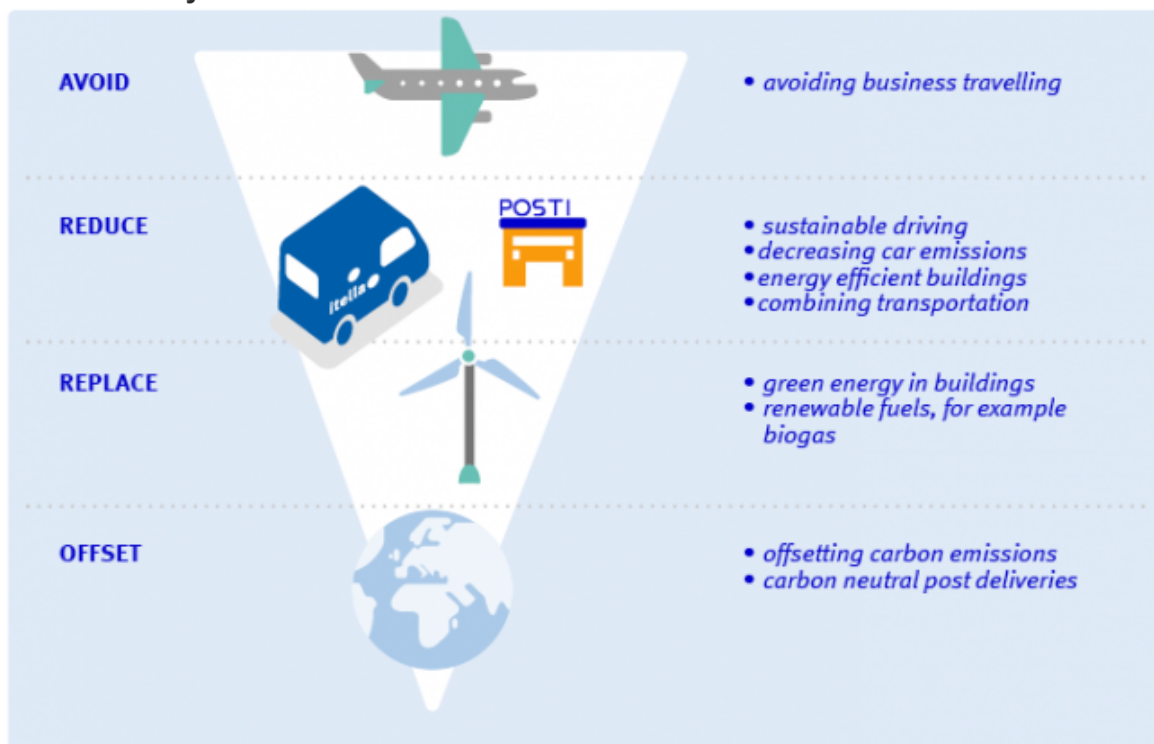 AVOID
• avoiding business travelling
POSTI
REDUCE
• sustainable driving
• decreasing car emissions
• energy efficient buildings
• combining transportation
itella
REPLACE
• green energy in buildings
• renewable fuels, for example
biogas
OFFSET
• offsetting carbon emissions
• carbon neutral post deliveries